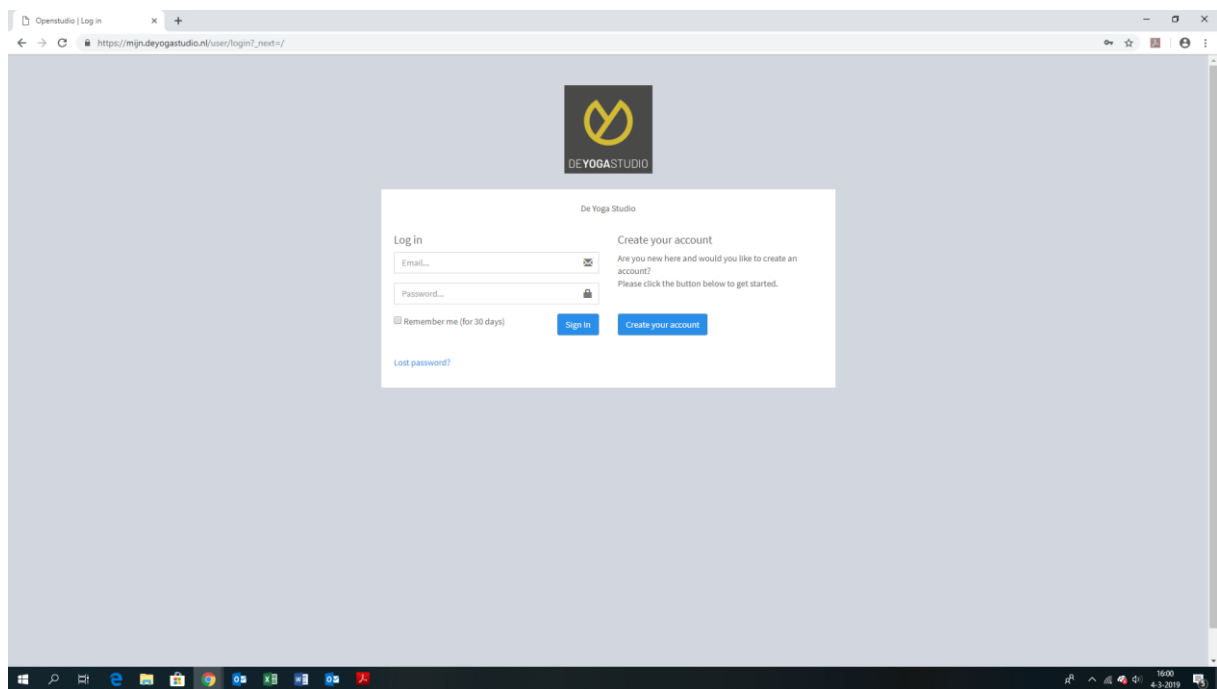 Openstudio | Log in
https://mijn.deyogastudio.nl/user/login?_next=/
DEYOGASTUDIO
De Yoga Studio
Log in
Create your account
Email...
Are you new here and would you like to create an
account?
Please click the button below to get started.
Password....
Remember me (for 30 days)
Sign In
Create your account
Lost password?
16:00
4-3-2019